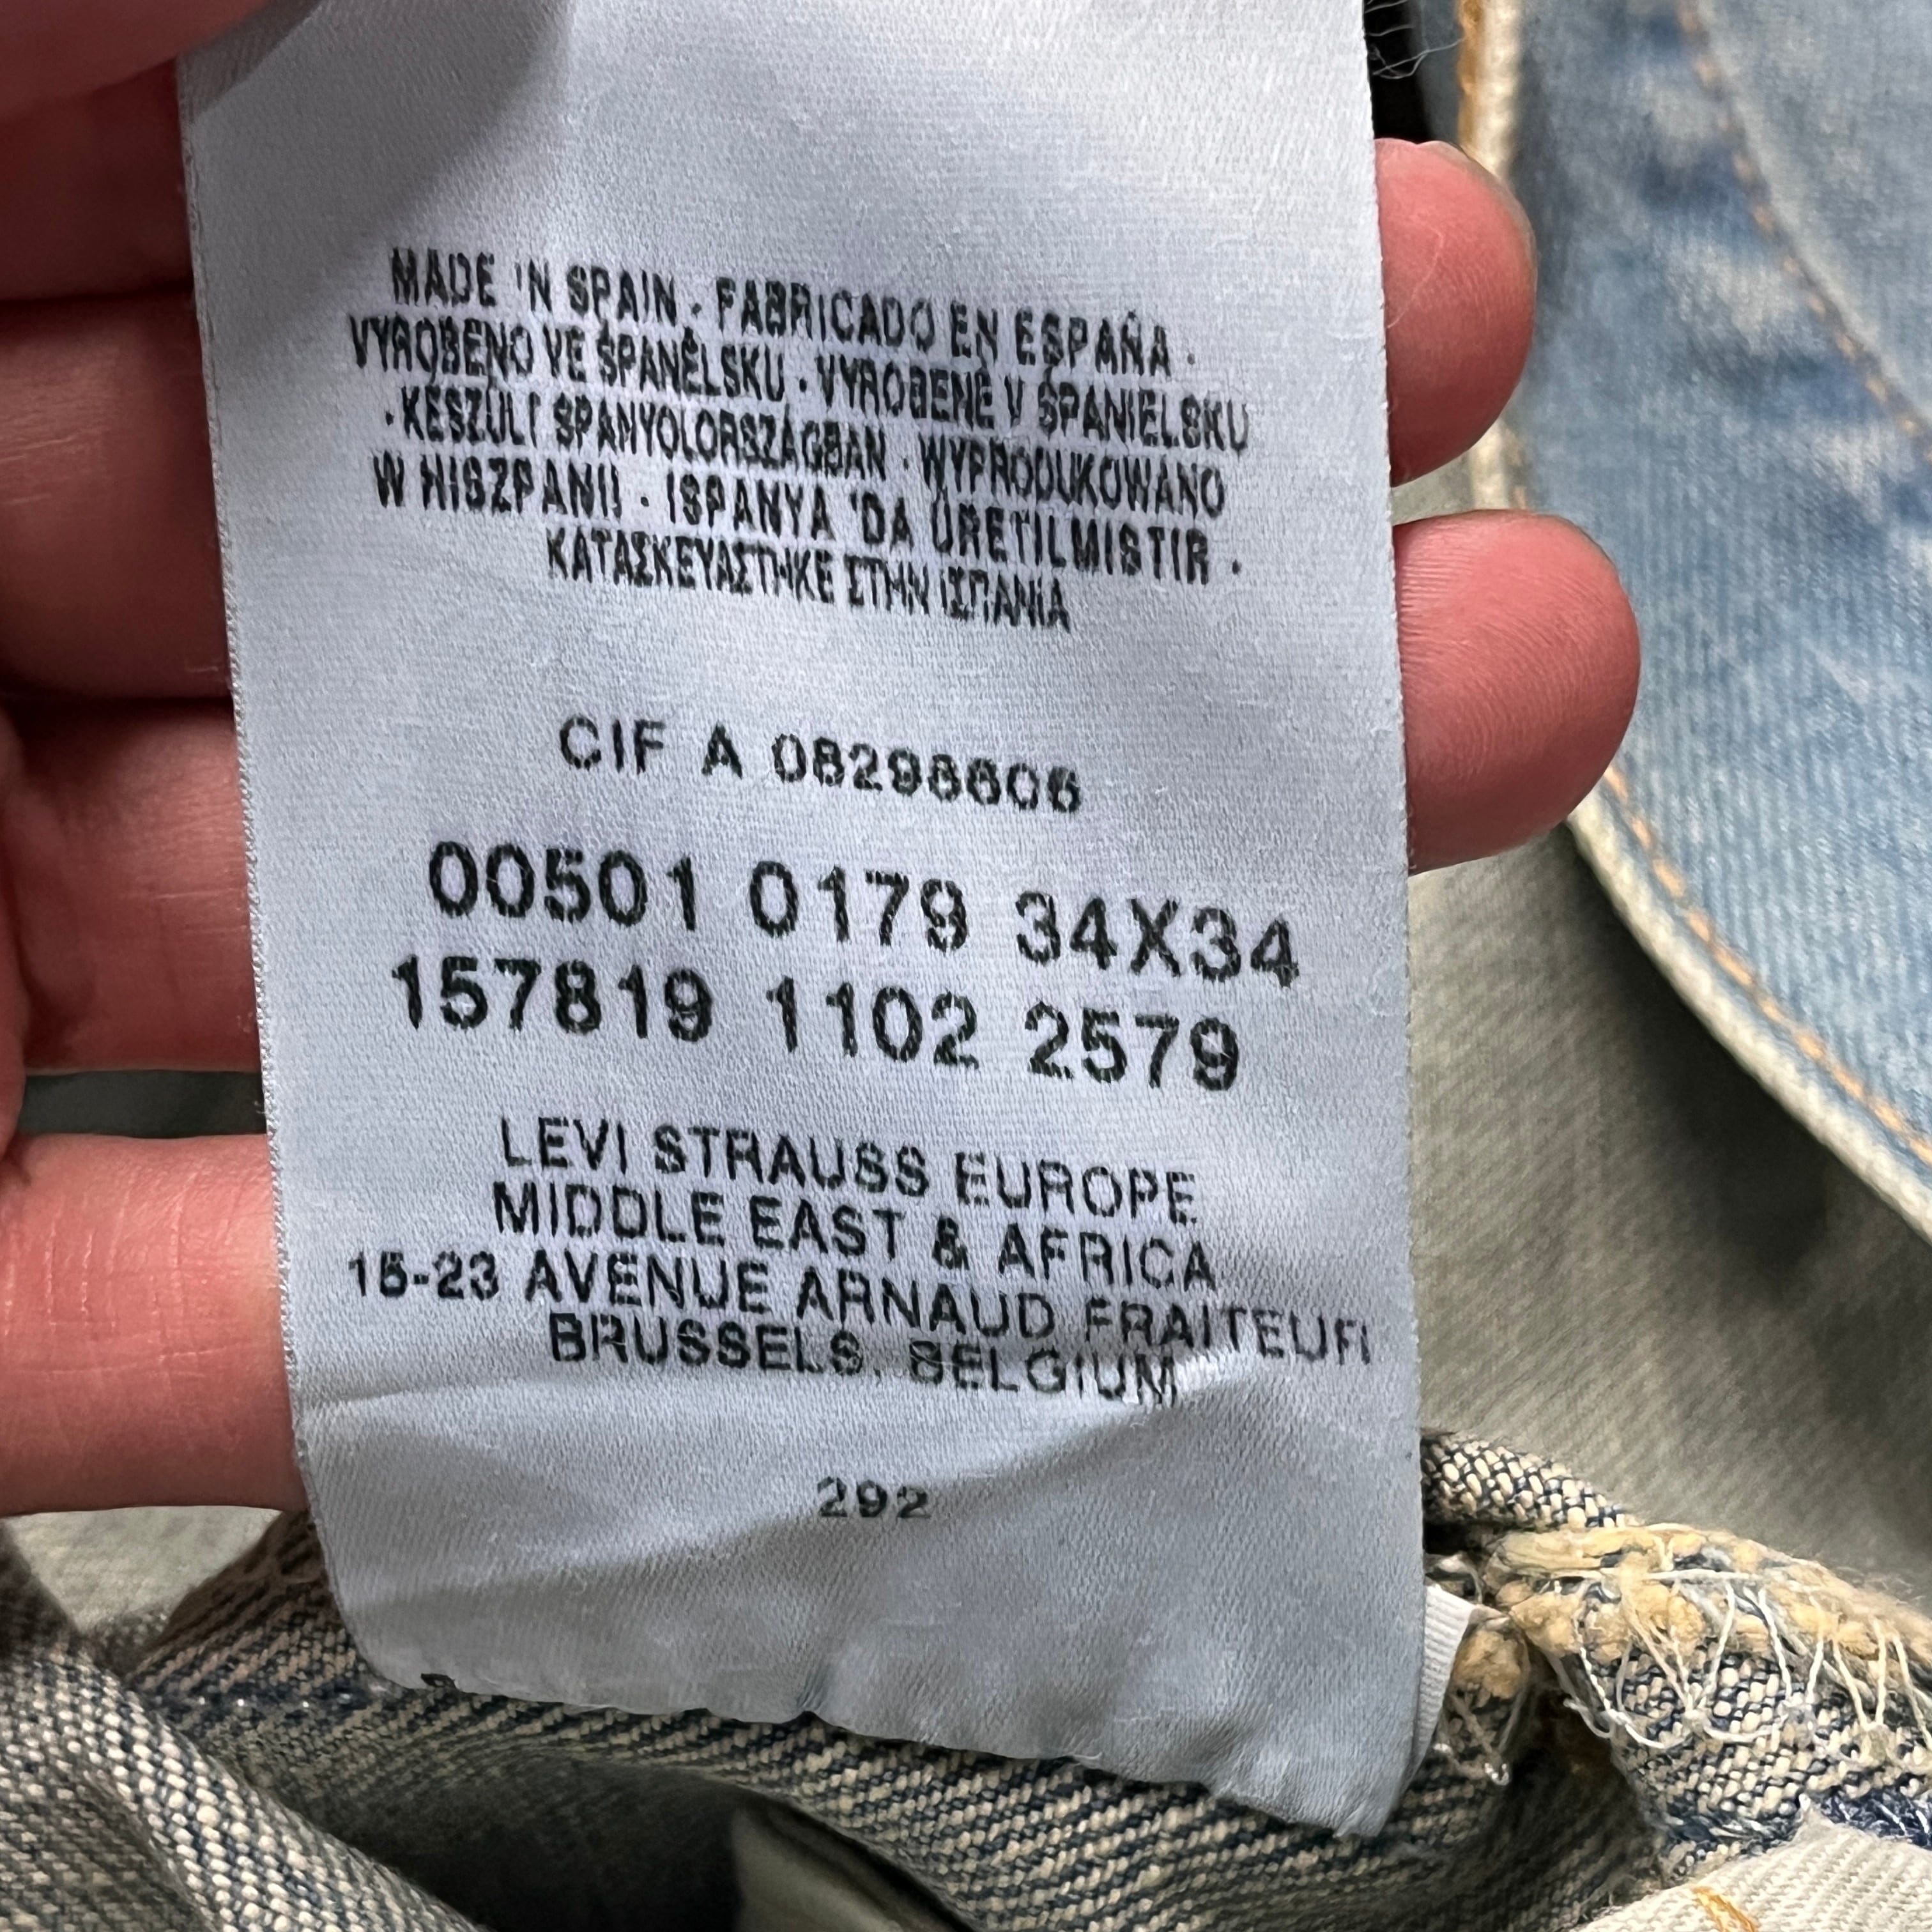 MADE IN SPAIN · FABRICADO EN ESPAÑA ·
VYROBENO VE ŠPANĚLSKU · VYROBENÉ V ŠPANIELSKU
· KÉSZÜLT SPANYOLORSZÁGBAN · WYPRODUKOWANO
W HISZPANII · ISPANYA 'DA ÜRETILMISTIR ·
ΚΑΤΑΣΚΕΥΑΣΤΗΚΕ ΣΤΗΝ ΙΣΠΑΝΙΑ
CIF A 08298606
00501 0179 34X34
157819 1102 2579
LEVI STRAUSS EUROPE
MIDDLE EAST & AFRICA
15-23 AVENUE ARNAUD FRAITEUR
BRUSSELS, BELGIUM
292